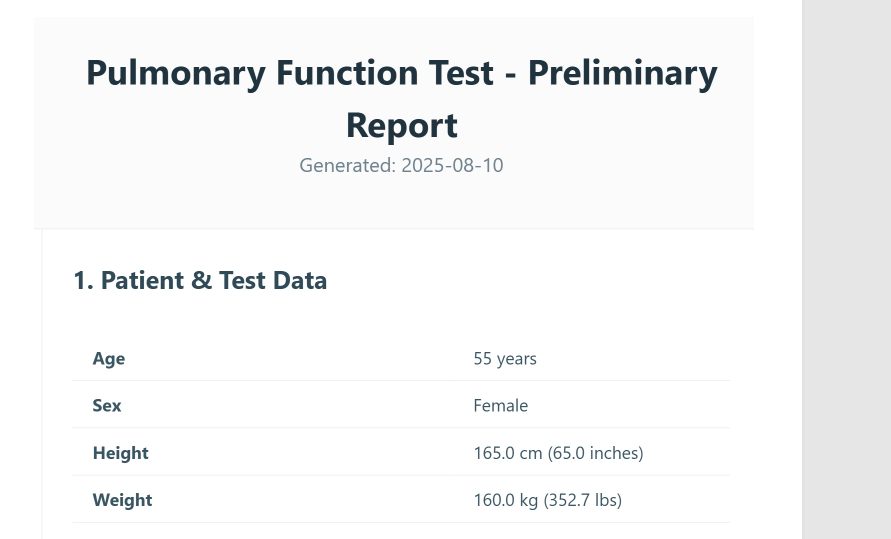 Pulmonary Function Test - Preliminary
Report
Generated: 2025-08-10
1. Patient & Test Data
Age 55 years
Sex Female
Height 165.0 cm (65.0 inches)
Weight 160.0 kg (352.7 lbs)